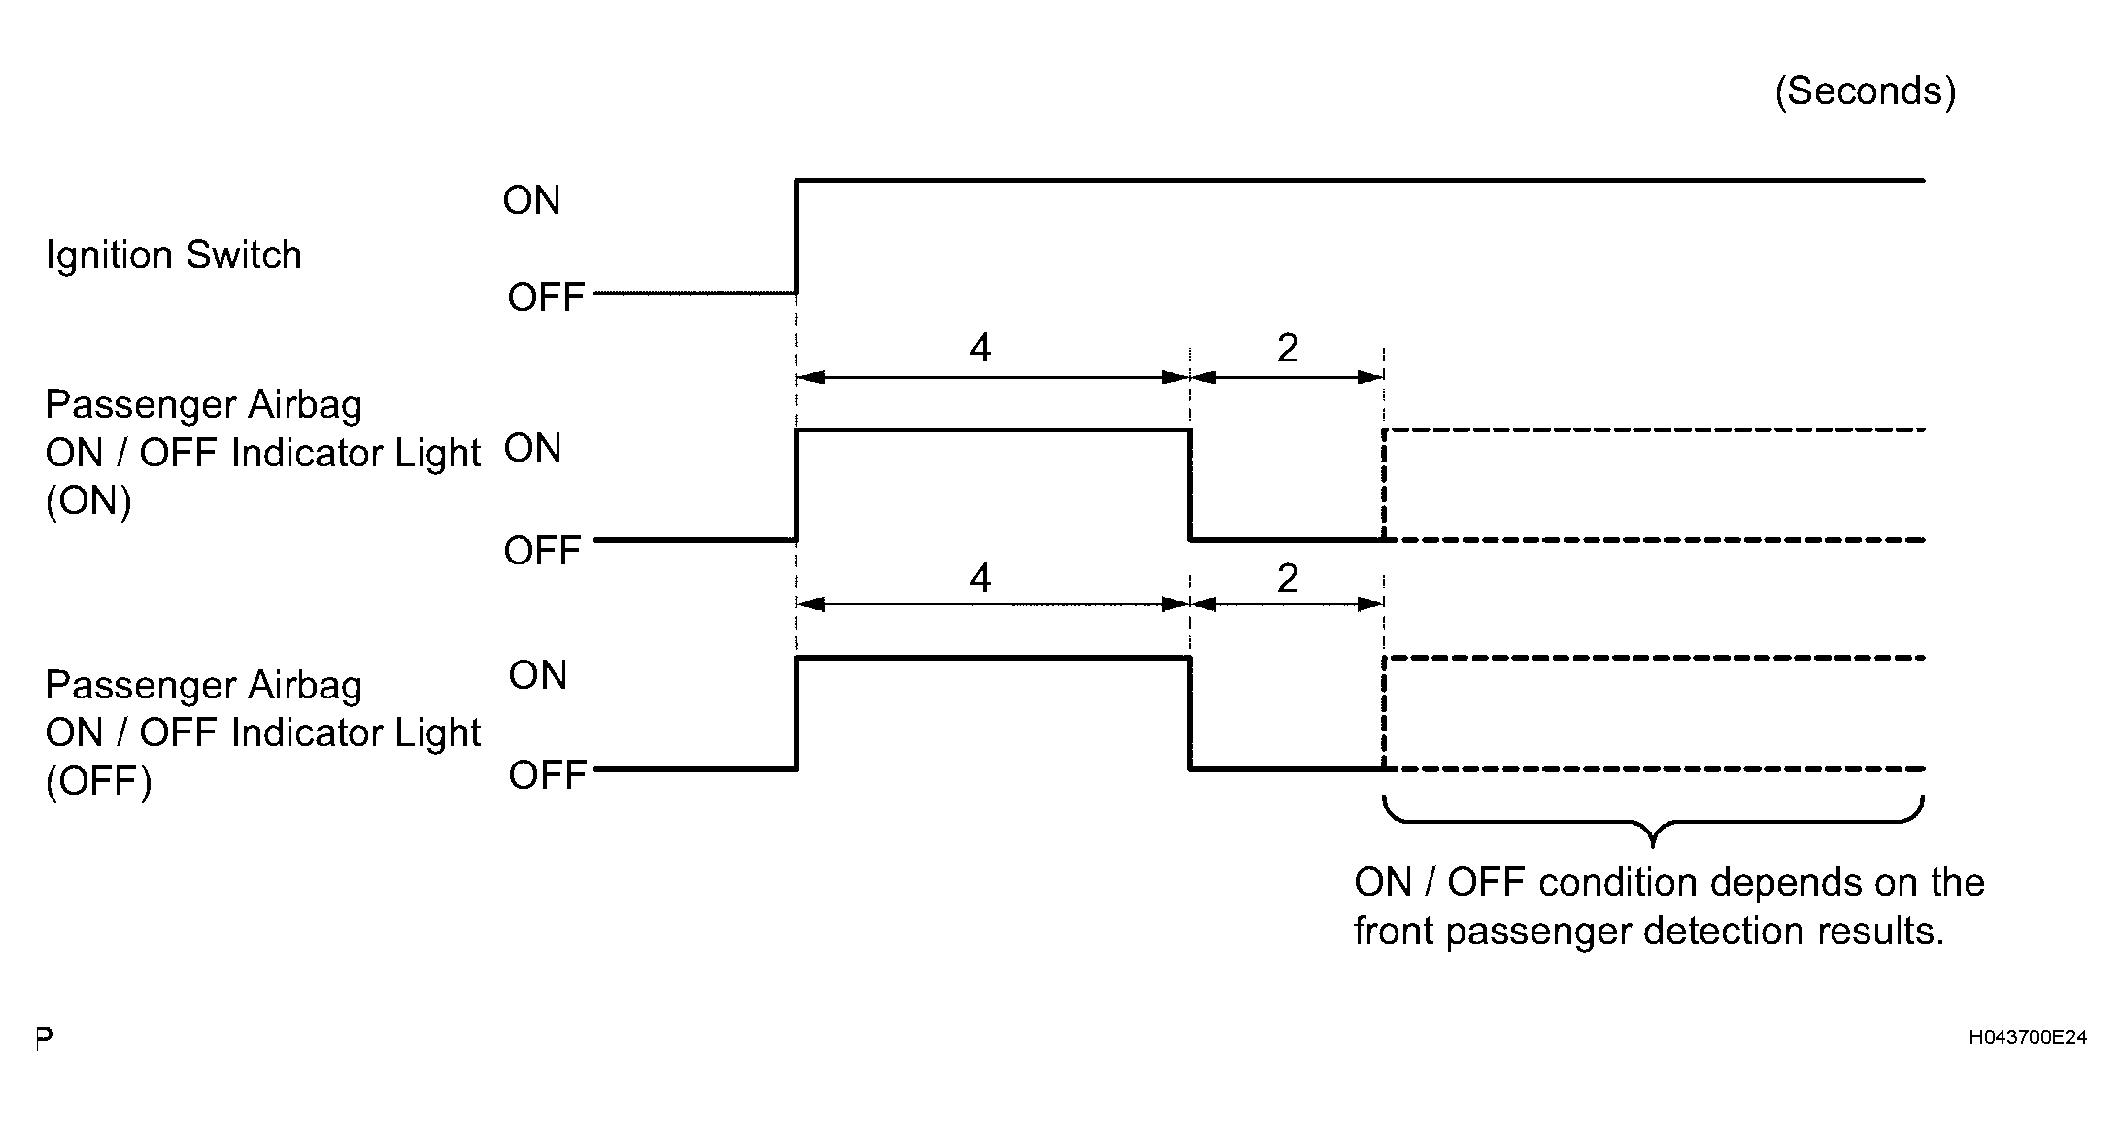 (Seconds)
ON
Ignition Switch
OFF
4 2
Passenger Airbag
ON / OFF Indicator Light ON
(ON)
OFF
4 2
ON
Passenger Airbag
ON / OFF Indicator Light
(OFF) OFF
ON / OFF condition depends on the
front passenger detection results.
P H043700E24